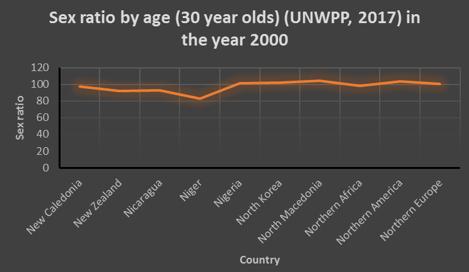 Sex ratio by age (30 year olds) (UNWPP, 2017) in
the year 2000
120
100
80
60
40
20
0
Sex ratio
New Caledonia
New Zealand
Nicaragua
Niger
Nigeria
North Korea
North Macedonia
Northern Africa
Northern America
Northern Europe
Country